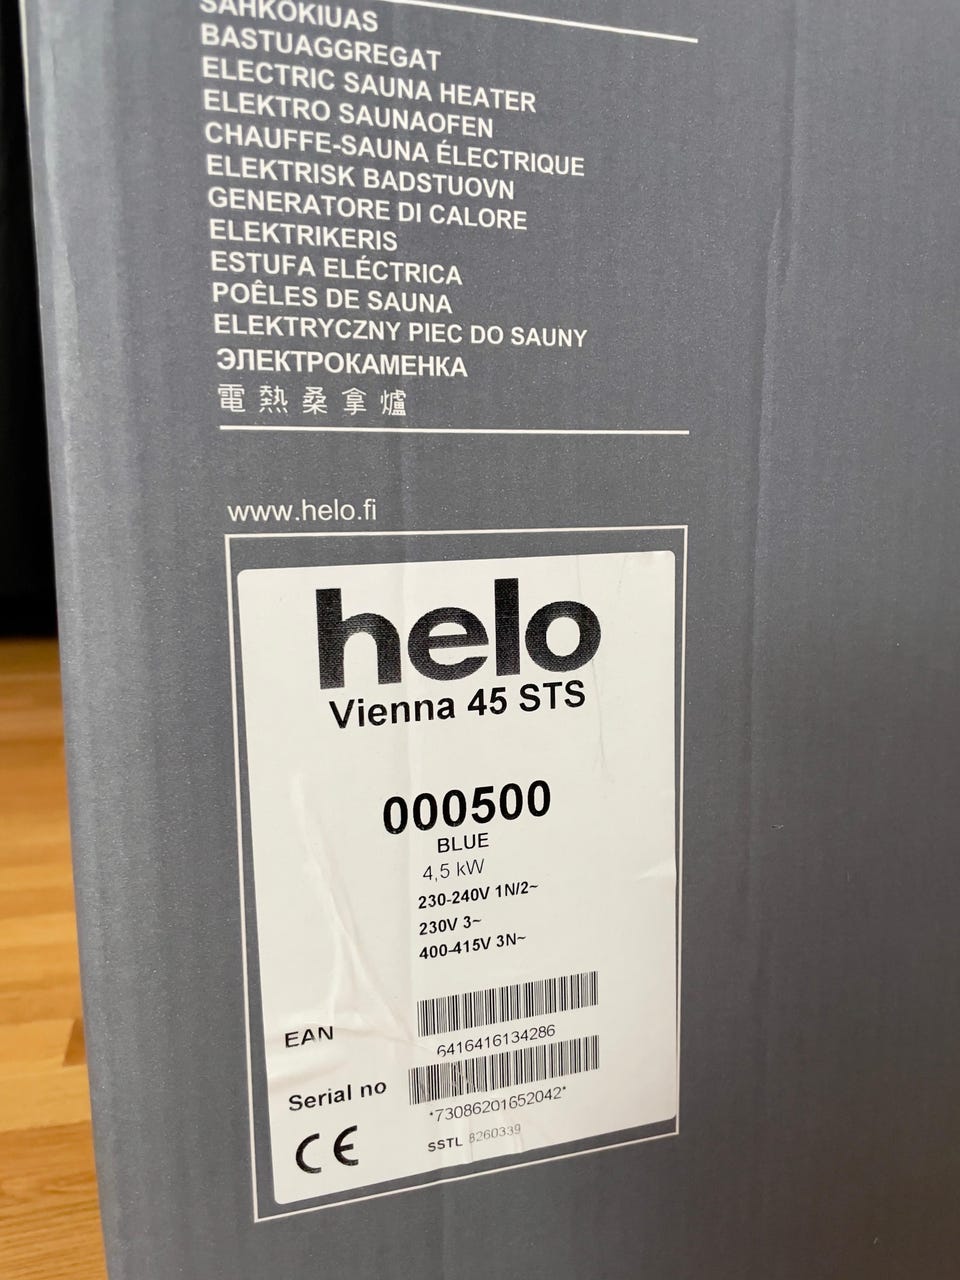 SÄHKÖKIUAS
BASTUAGGREGAT
ELECTRIC SAUNA HEATER
ELEKTRO SAUNAOFEN
CHAUFFE-SAUNA ÉLECTRIQUE
ELEKTRISK BADSTUOVN
GENERATORE DI CALORE
ELEKTRIKERIS
ESTUFA ELÉCTRICA
POÊLES DE SAUNA
ELEKTRYCZNY PIEC DO SAUNY
ЭЛЕКТРОКАМЕНКА
電熱桑拿爐
www.helo.fi
helo
Vienna 45 STS
000500
BLUE
4,5 kW
230-240V 1N/2~
230V 3~
400-415V 3N~
EAN
6416416134286
Serial no
*73086201652042*
CE
SSTL 8260339